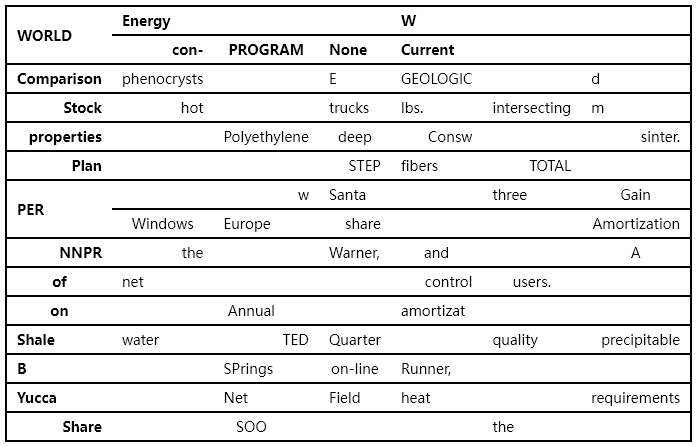 WORLD Energy W
con- PROGRAM None Current
Comparison phenocrysts E GEOLOGIC d
Stock hot trucks lbs. intersecting m
properties Polyethylene deep Consw sinter.
Plan STEP fibers TOTAL
PER w Santa three Gain
Windows Europe share Amortization
NNPR the Warner, and A
of net control users.
on Annual amortizat
Shale water TED Quarter quality precipitable
B SPrings on-line Runner,
Yucca Net Field heat requirements
Share SOO the